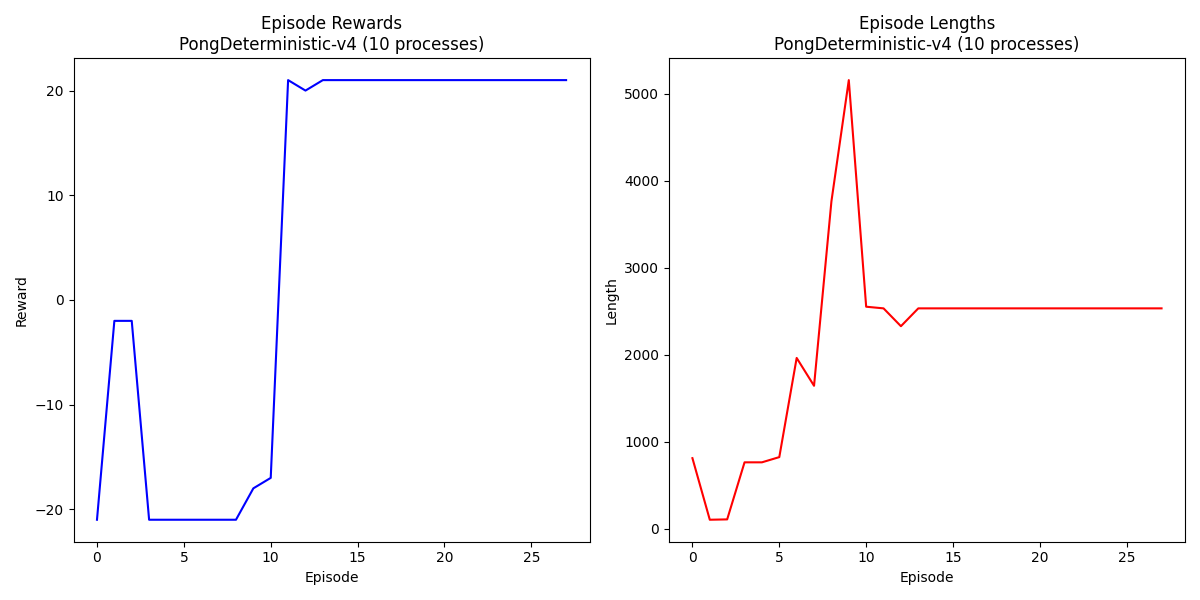 Episode Rewards
PongDeterministic-v4 (10 processes)
20
10
0
−10
−20
Reward
0 5 10 15 20 25
Episode
Episode Lengths
PongDeterministic-v4 (10 processes)
5000
4000
3000
2000
1000
0
Length
0 5 10 15 20 25
Episode